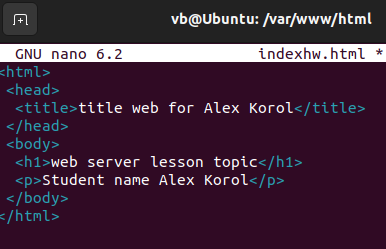 vb@Ubuntu: /var/www/html
GNU nano 6.2 indexhw.html *
<html>
<head>
<title>title web for Alex Korol</title>
</head>
<body>
<h1>web server lesson topic</h1>
<p>Student name Alex Korol</p>
</body>
</html>